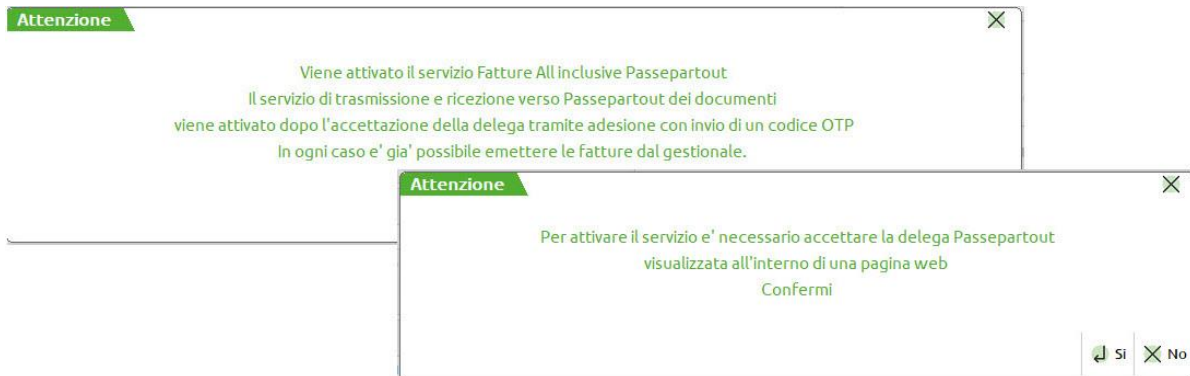 Attenzione
Viene attivato il servizio Fatture All inclusive Passepartout
Il servizio di trasmissione e ricezione verso Passepartout dei documenti
viene attivato dopo l'accettazione della delega tramite adesione con invio di un codice OTP
In ogni caso e' gia' possibile emettere le fatture dal gestionale.
Attenzione
Per attivare il servizio e' necessario accettare la delega Passepartout
visualizzata all'interno di una pagina web
Confermi
Si No